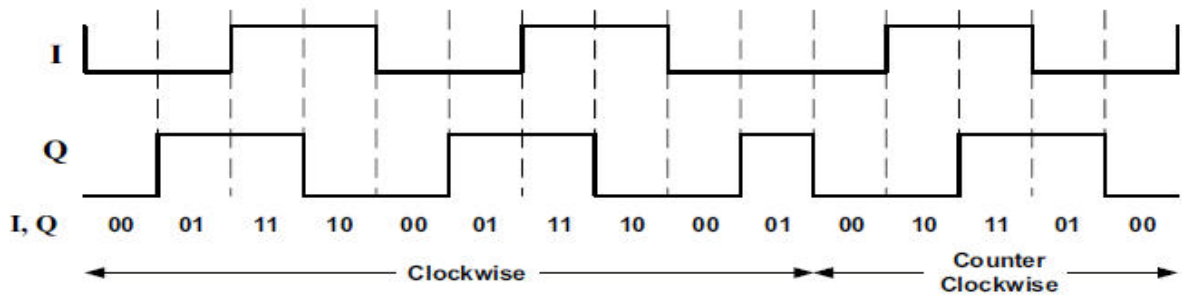 I
Q
I, Q 00 01 11 10 00 01 11 10 00 01 00 10 11 01 00
Clockwise
Counter
Clockwise